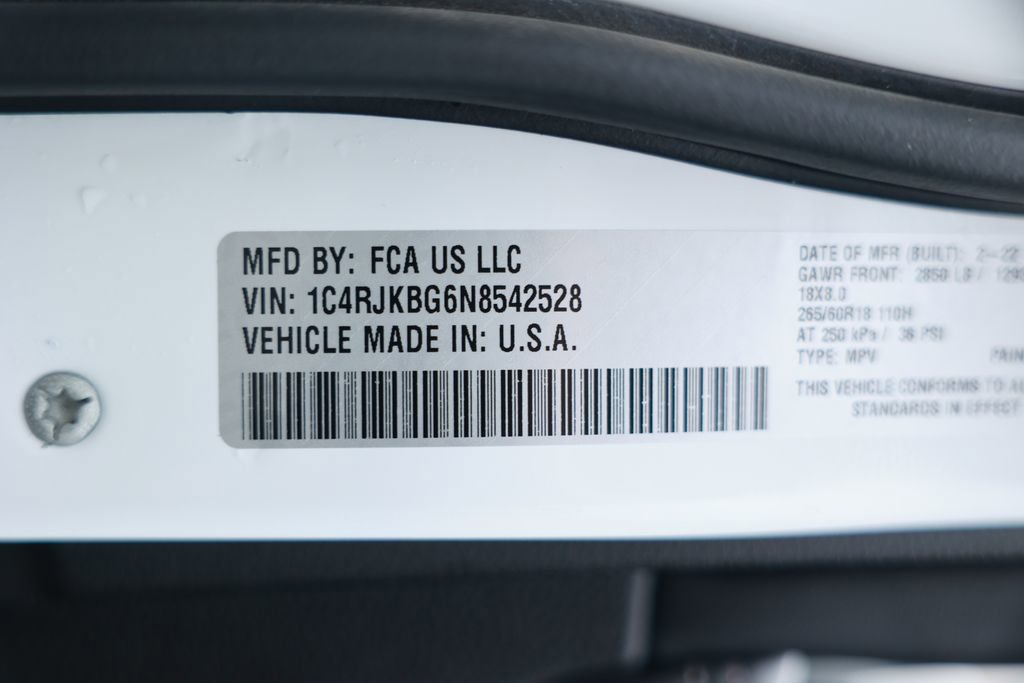 MFD BY: FCA US LLC
VIN: 1C4RJKBG6N8542528
VEHICLE MADE IN: U.S.A.
DATE OF MFR (BUILT): 2-22
GAWR FRONT: 2850 LB /
18X8.0
265/60R18 110H
AT 250 kPa / 36 PSI
TYPE: MPV
THIS VEHICLE CONFORMS TO
STANDARDS IN EFFECT